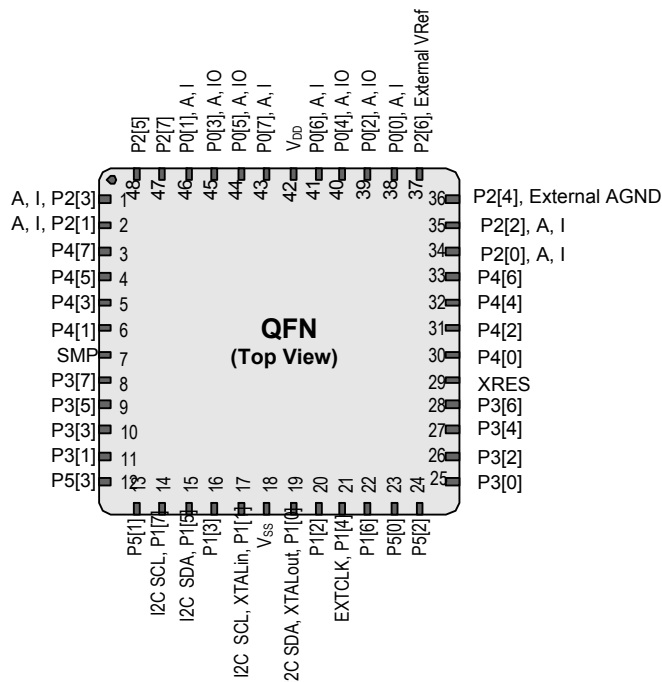 P2[5]
P2[7]
P0[1], A, I
P0[3], A, IO
P0[5], A, IO
P0[7], A, I
VDD
P0[6], A, I
P0[4], A, IO
P0[2], A, IO
P0[0], A, I
P2[6], External VRef
48
47
46
45
44
43
42
41
40
39
38
37
A, I, P2[3] 1
A, I, P2[1] 2
P4[7] 3
P4[5] 4
P4[3] 5
P4[1] 6
SMP 7
P3[7] 8
P3[5] 9
P3[3] 10
P3[1] 11
P5[3] 12
QFN
(Top View)
36 P2[4], External AGND
35 P2[2], A, I
34 P2[0], A, I
33 P4[6]
32 P4[4]
31 P4[2]
30 P4[0]
29 XRES
28 P3[6]
27 P3[4]
26 P3[2]
25 P3[0]
13
14
15
16
17
18
19
20
21
22
23
24
P5[1]
I2C SCL, P1[7]
I2C SDA, P1[5]
P1[3]
I2C SCL, XTALin, P1[1]
Vss
2C SDA, XTALout, P1[0]
P1[2]
EXTCLK, P1[4]
P1[6]
P5[0]
P5[2]